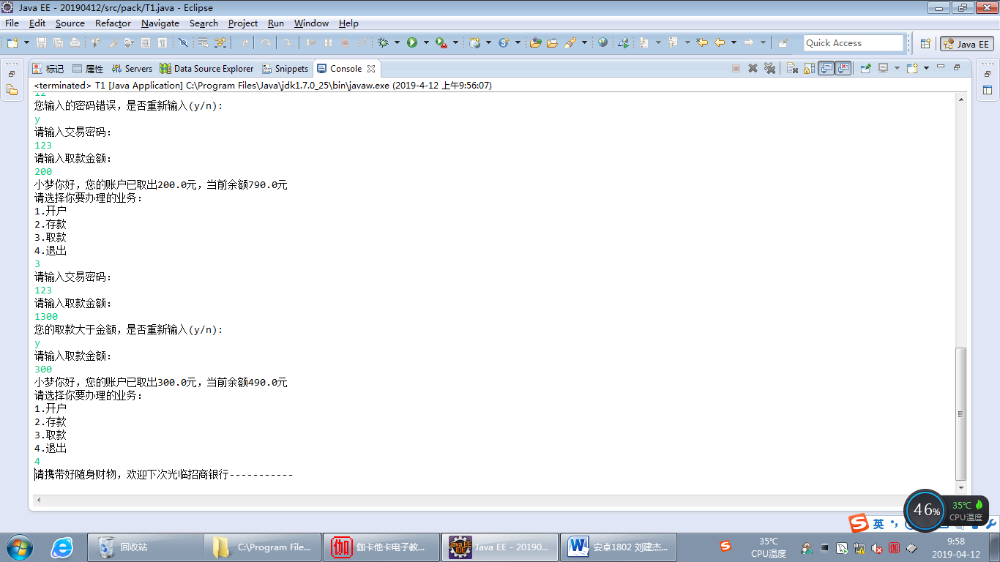 Java EE - 20190412/src/pack/T1.java - Eclipse
File Edit Source Refactor Navigate Search Project Run Window Help
Quick Access
Java EE
标记 属性 Servers Data Source Explorer Snippets Console
<terminated> T1 [Java Application] C:\Program Files\Java\jdk1.7.0_25\bin\javaw.exe (2019-4-12 上午9:56:07)
12
您输入的密码错误，是否重新输入(y/n):
y
请输入交易密码：
123
请输入取款金额：
200
小梦你好，您的账户已取出200.0元，当前余额790.0元
请选择你要办理的业务：
1.开户
2.存款
3.取款
4.退出
3
请输入交易密码：
123
请输入取款金额：
1300
您的取款大于金额，是否重新输入(y/n):
y
请输入取款金额：
300
小梦你好，您的账户已取出300.0元，当前余额490.0元
请选择你要办理的业务：
1.开户
2.存款
3.取款
4.退出
4
请携带好随身财物，欢迎下次光临招商银行-----------
46%
35℃
CPU温度
英
回收站
C:\Program File...
伽卡他卡电子教...
Java EE - 20190...
安卓1802 刘建杰...
35℃
CPU温度
9:58
2019-04-12